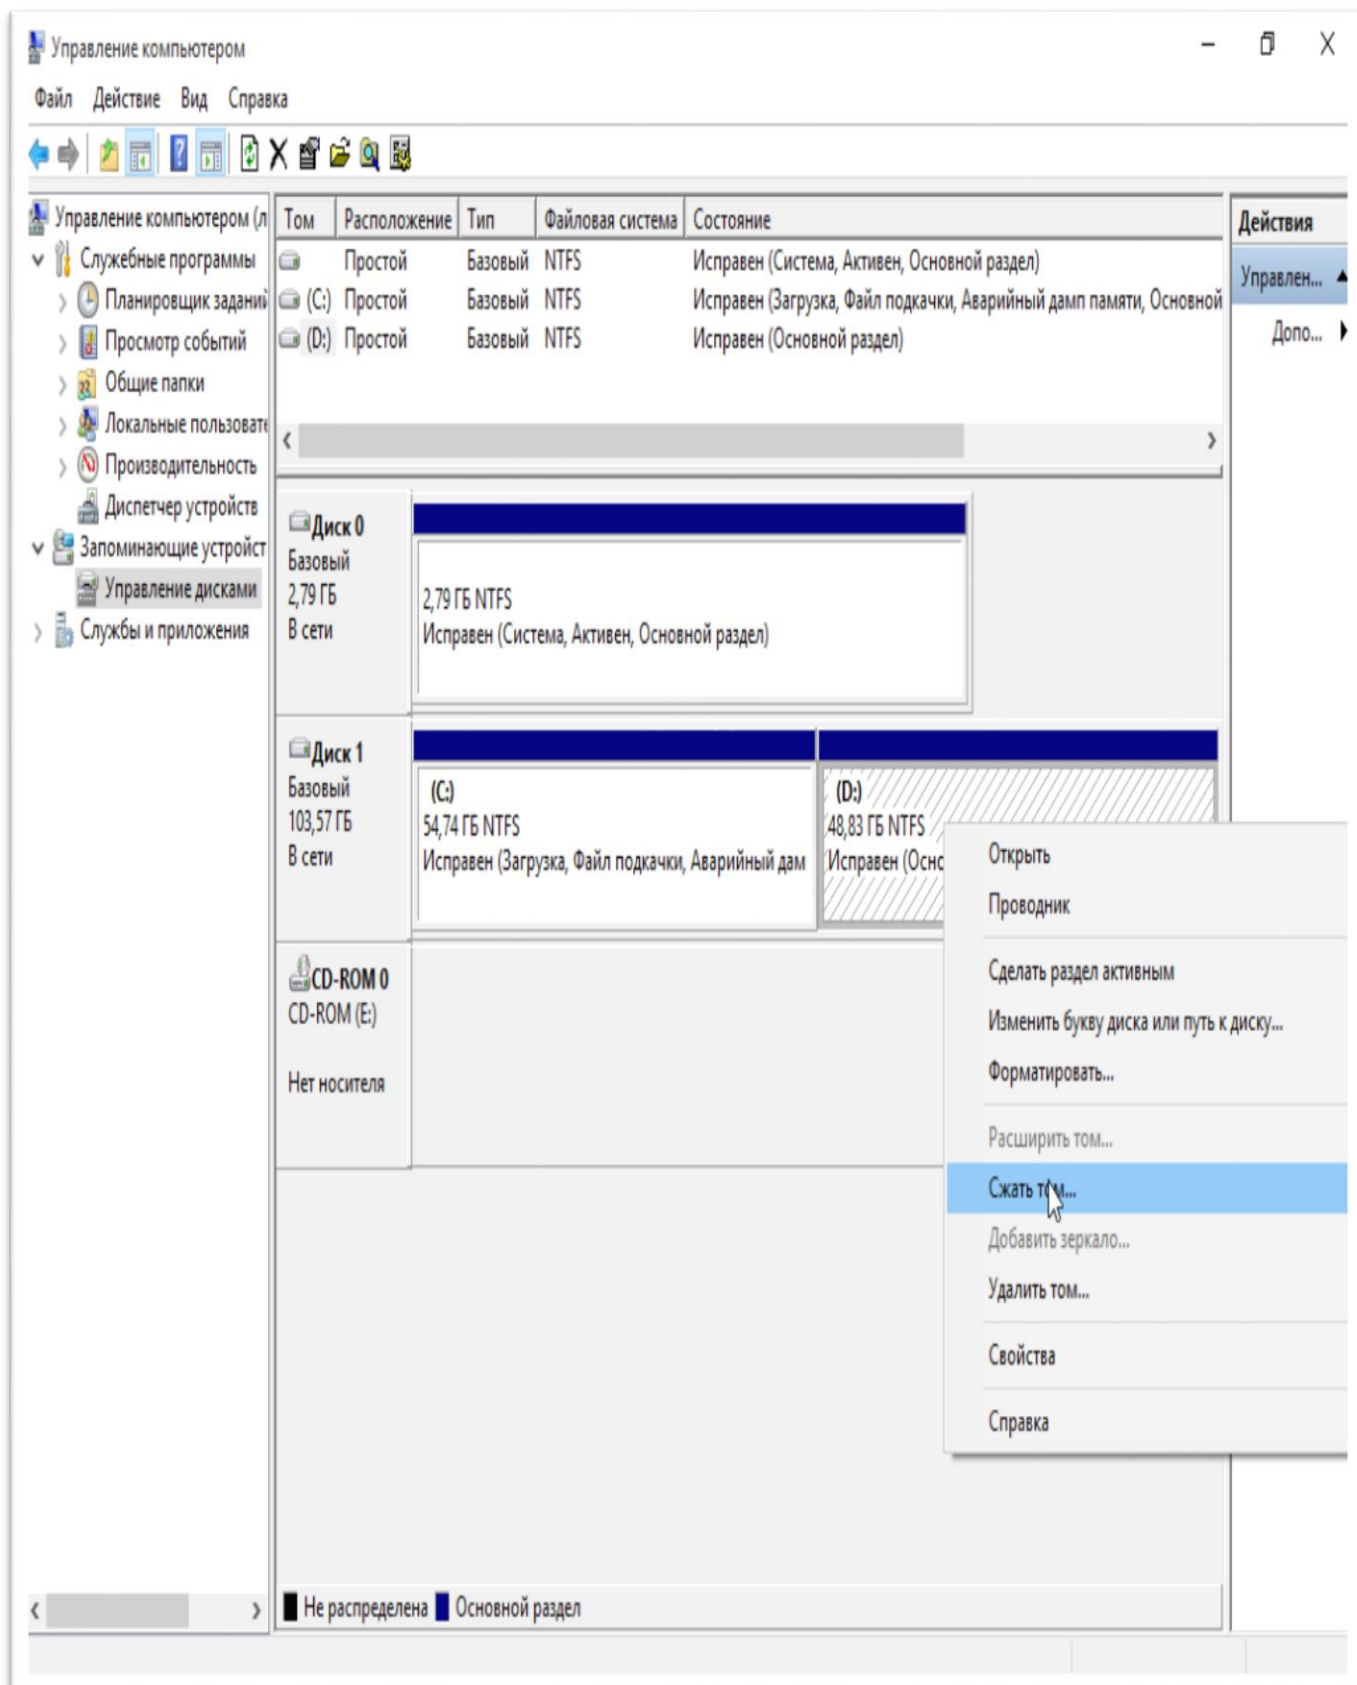 Управление компьютером
Файл Действие Вид Справка
Управление компьютером (л
Служебные программы
Планировщик заданий
Просмотр событий
Общие папки
Локальные пользовате
Производительность
Диспетчер устройств
Запоминающие устройст
Управление дисками
Службы и приложения
Том Расположение Тип Файловая система Состояние
Простой Базовый NTFS Исправен (Система, Активен, Основной раздел)
(C:) Простой Базовый NTFS Исправен (Загрузка, Файл подкачки, Аварийный дамп памяти, Основной
(D:) Простой Базовый NTFS Исправен (Основной раздел)
Диск 0
Базовый
2,79 ГБ
В сети
2,79 ГБ NTFS
Исправен (Система, Активен, Основной раздел)
Диск 1
Базовый
103,57 ГБ
В сети
(C:)
54,74 ГБ NTFS
Исправен (Загрузка, Файл подкачки, Аварийный дам
(D:)
48,83 ГБ NTFS
Исправен (Осно
CD-ROM 0
CD-ROM (E:)
Нет носителя
Открыть
Проводник
Сделать раздел активным
Изменить букву диска или путь к диску...
Форматировать...
Расширить том...
Сжать том...
Добавить зеркало...
Удалить том...
Свойства
Справка
Не распределена Основной раздел
Действия
Управлен...
Допо...